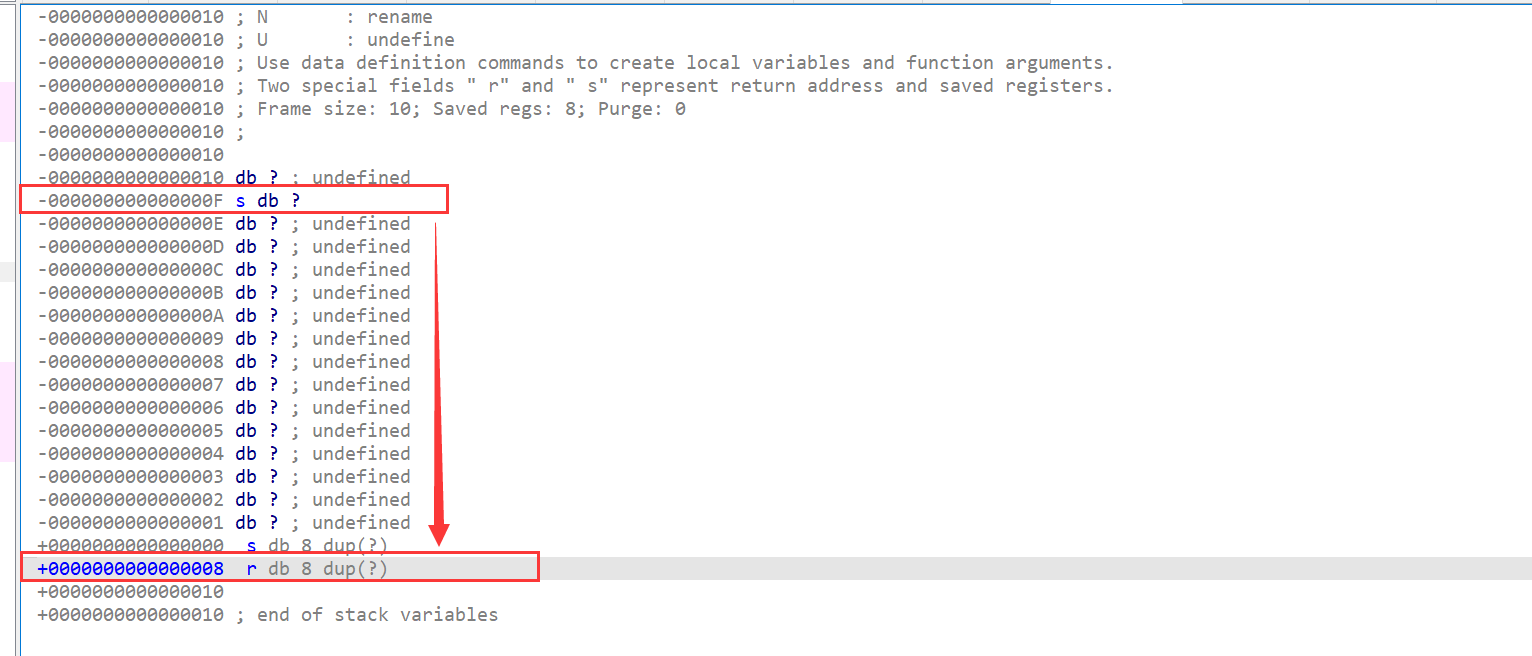 -0000000000000010 ; N       : rename
-0000000000000010 ; U       : undefine
-0000000000000010 ; Use data definition commands to create local variables and function arguments.
-0000000000000010 ; Two special fields " r" and " s" represent return address and saved registers.
-0000000000000010 ; Frame size: 10; Saved regs: 8; Purge: 0
-0000000000000010 ;
-0000000000000010
-0000000000000010 db ? ; undefined
-000000000000000F s db ?
-000000000000000E db ? ; undefined
-000000000000000D db ? ; undefined
-000000000000000C db ? ; undefined
-000000000000000B db ? ; undefined
-000000000000000A db ? ; undefined
-0000000000000009 db ? ; undefined
-0000000000000008 db ? ; undefined
-0000000000000007 db ? ; undefined
-0000000000000006 db ? ; undefined
-0000000000000005 db ? ; undefined
-0000000000000004 db ? ; undefined
-0000000000000003 db ? ; undefined
-0000000000000002 db ? ; undefined
-0000000000000001 db ? ; undefined
+0000000000000000  s db 8 dup(?)
+0000000000000008  r db 8 dup(?)
+0000000000000010
+0000000000000010 ; end of stack variables